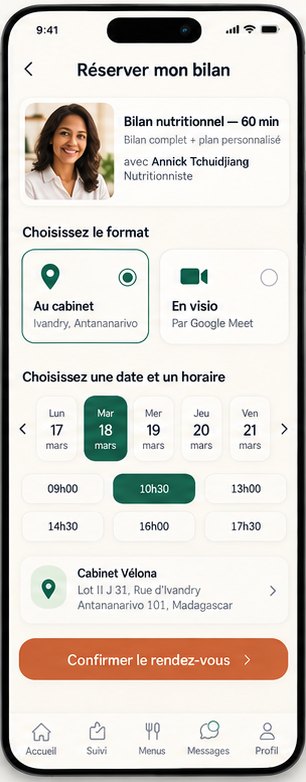 9:41
Réserver mon bilan
Bilan nutritionnel — 60 min
Bilan complet + plan personnalisé
avec Annick Tchuidjiang
Nutritionniste
Choisissez le format
Au cabinet
Ivandry, Antananarivo
En visio
Par Google Meet
Choisissez une date et un horaire
Lun
17
mars
Mar
18
mars
Mer
19
mars
Jeu
20
mars
Ven
21
mars
09h00
10h30
13h00
14h30
16h00
17h30
Cabinet Vélona
Lot II J 31, Rue d'Ivandry
Antananarivo 101, Madagascar
Confirmer le rendez-vous
Accueil
Suivi
Menus
Messages
Profil